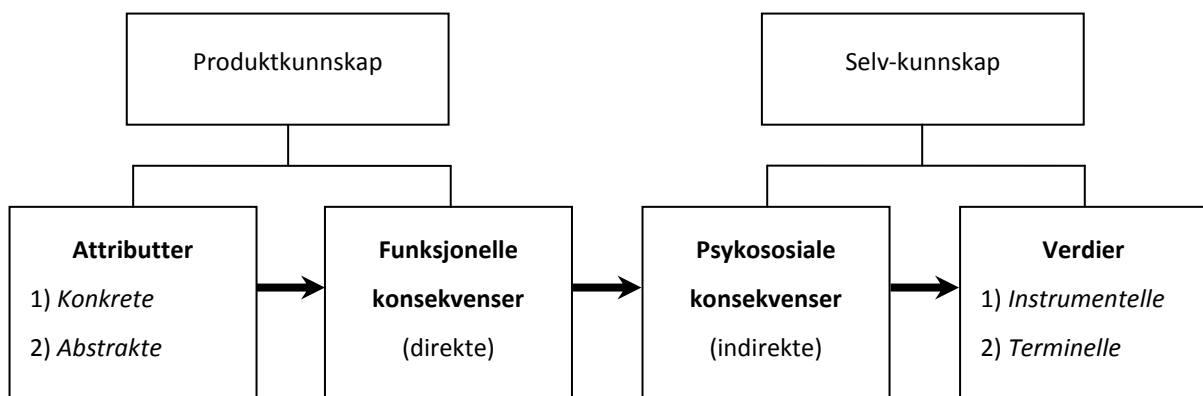 Produktkunnskap
Selv-kunnskap
Attributter
1) Konkrete
2) Abstrakte
Funksjonelle
konsekvenser
(direkte)
Psykososiale
konsekvenser
(indirekte)
Verdier
1) Instrumentelle
2) Terminelle